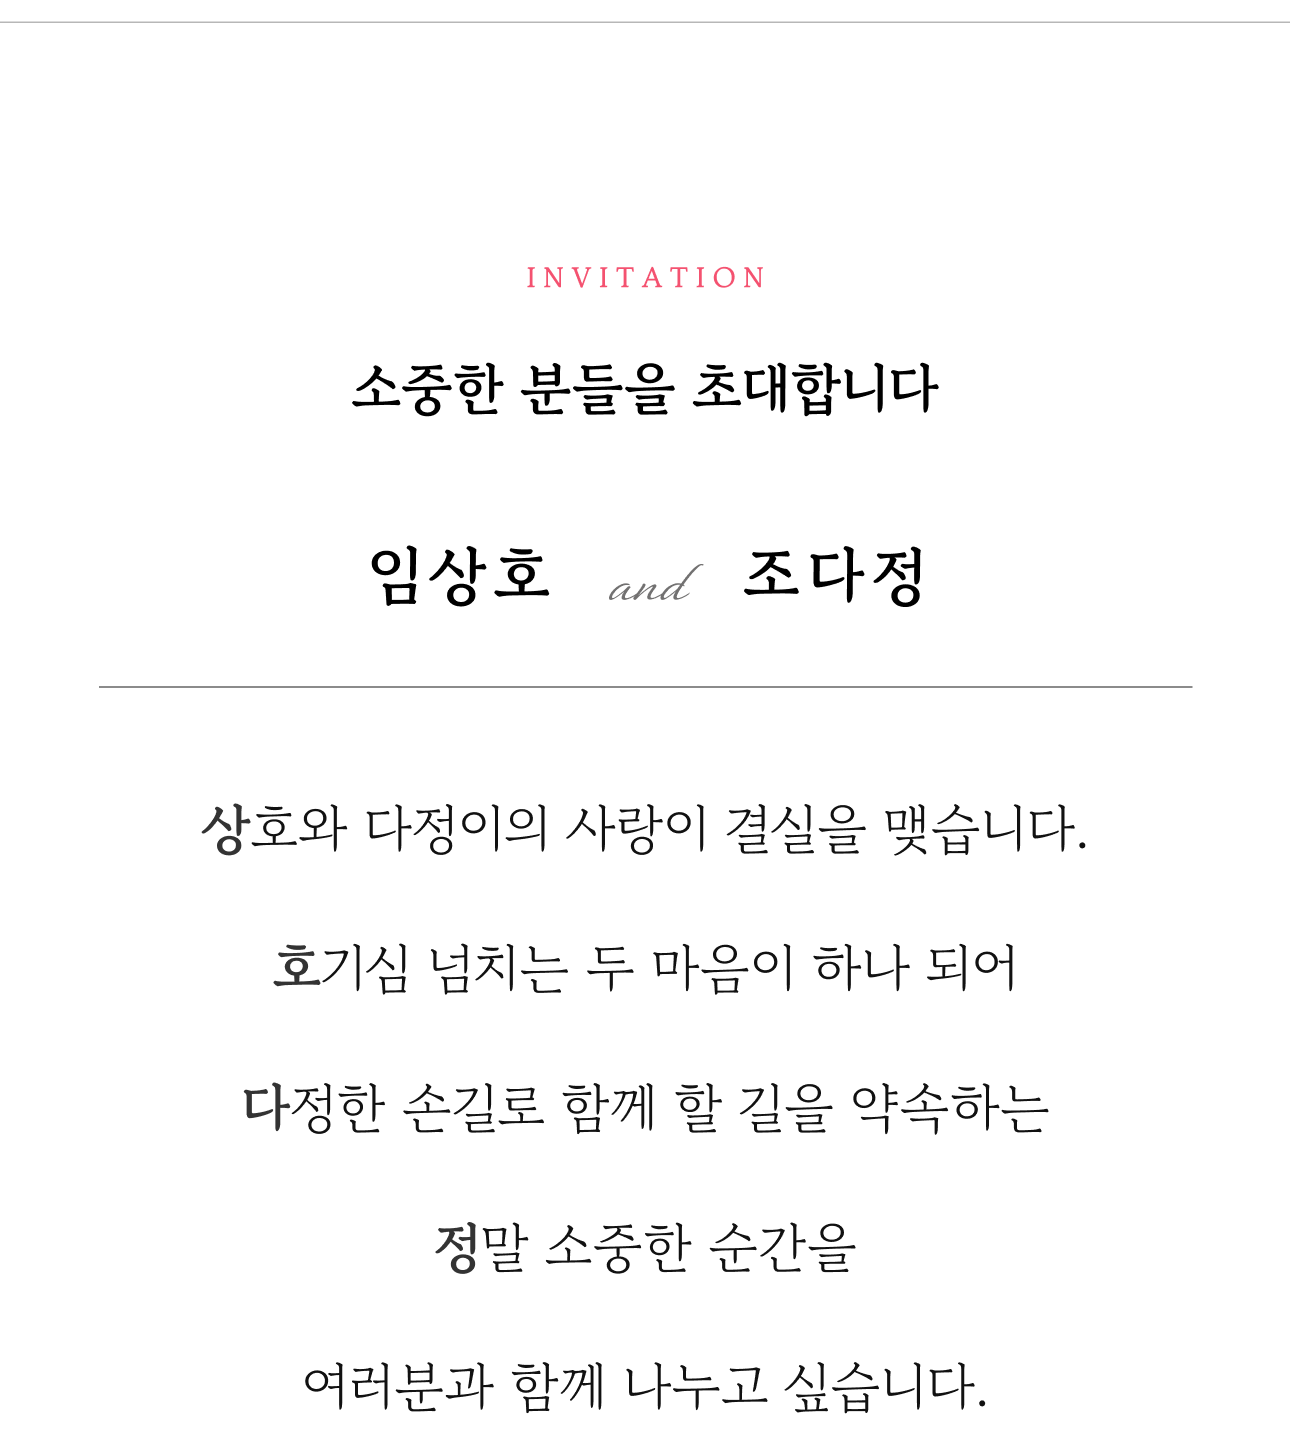 INVITATION
소중한 분들을 초대합니다
임상호 and 조다정
상호와 다정이의 사랑이 결실을 맺습니다.
호기심 넘치는 두 마음이 하나 되어
다정한 손길로 함께 할 길을 약속하는
정말 소중한 순간을
여러분과 함께 나누고 싶습니다.